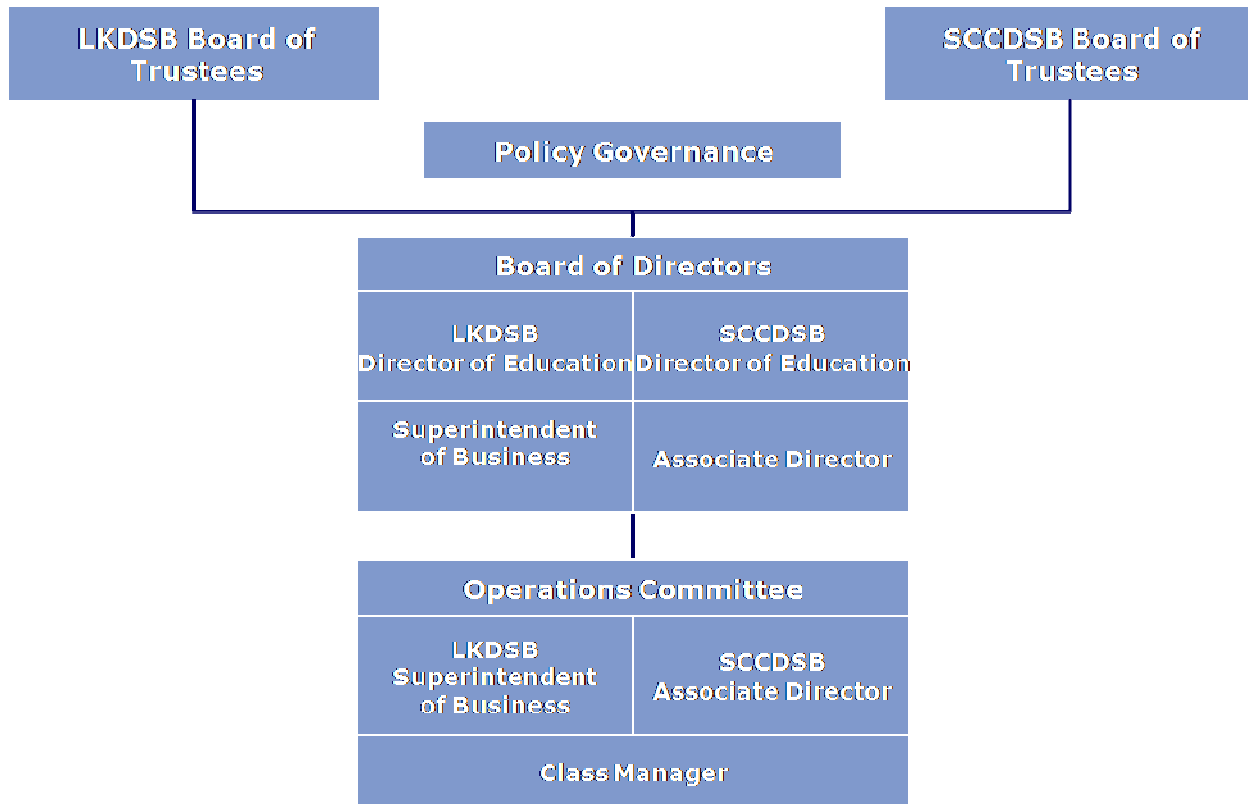 LKDSB Board of
Trustees
SCCDSB Board of
Trustees
Policy Governance
Board of Directors
LKDSB
Director of Education
SCCDSB
Director of Education
Superintendent
of Business
Associate Director
Operations Committee
LKDSB
Superintendent
of Business
SCCDSB
Associate Director
Class Manager